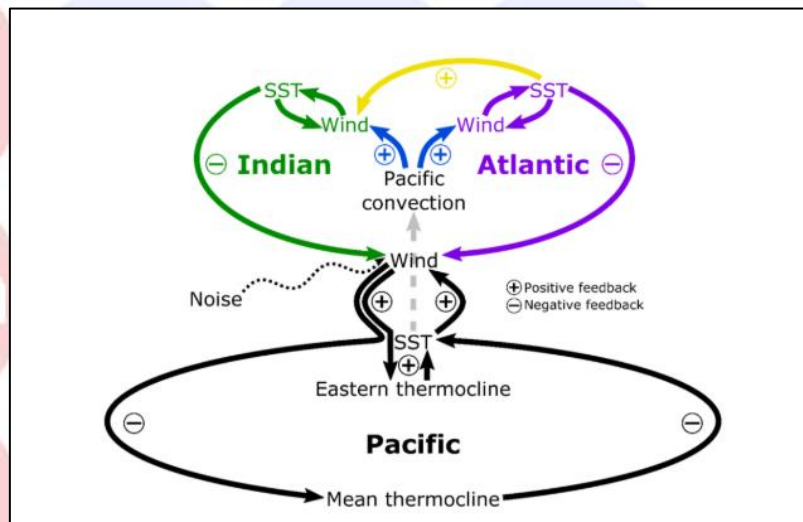 +
SST
SST
Wind
Wind
− Indian
+
+
Atlantic −
Pacific
convection
Wind
Noise
+
+
+ Positive feedback
− Negative feedback
SST
+
Eastern thermocline
−
−
Pacific
Mean thermocline